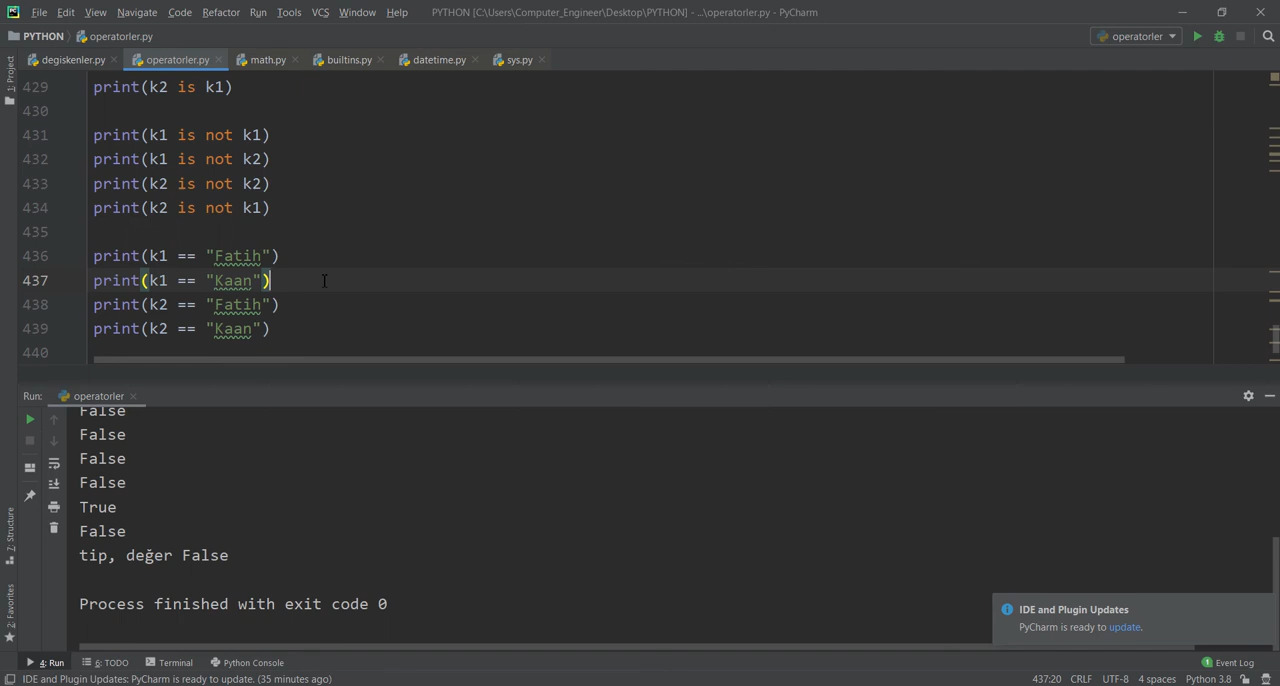 File Edit View Navigate Code Refactor Run Tools VCS Window Help PYTHON [C:\Users\Computer_Engineer\Desktop\PYTHON] - ...\operatorler.py - PyCharm
PYTHON operatorler.py operatorler
degiskenler.py operatorler.py math.py builtins.py datetime.py sys.py
1: Project
429 print(k2 is k1)
430
431 print(k1 is not k1)
432 print(k1 is not k2)
433 print(k2 is not k2)
434 print(k2 is not k1)
435
436 print(k1 == "Fatih")
437 print(k1 == "Kaan")
438 print(k2 == "Fatih")
439 print(k2 == "Kaan")
440
Run: operatorler
False
False
False
False
True
False
tip, değer False
Process finished with exit code 0
7: Structure
2: Favorites
IDE and Plugin Updates
PyCharm is ready to update.
4: Run 6: TODO Terminal Python Console 1 Event Log
IDE and Plugin Updates: PyCharm is ready to update. (35 minutes ago) 437:20 CRLF UTF-8 4 spaces Python 3.8